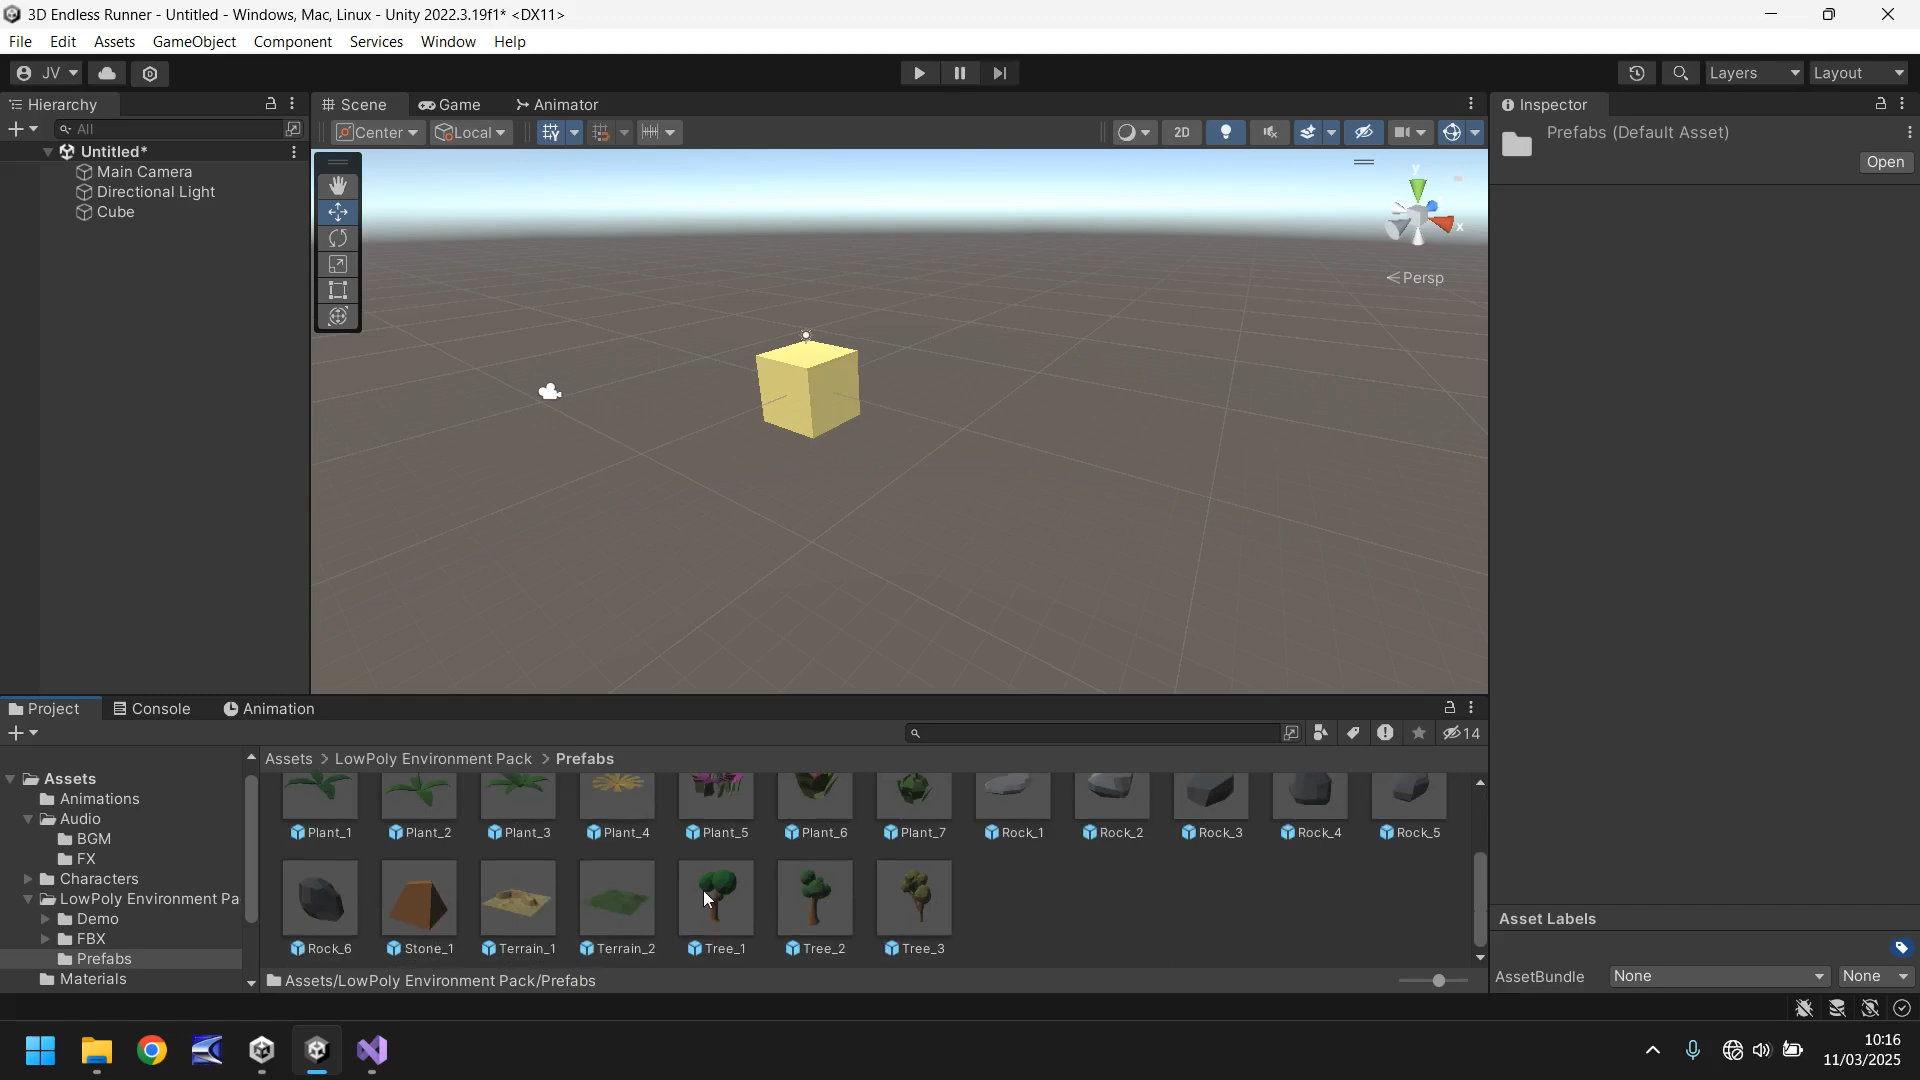 3D Endless Runner - Untitled - Windows, Mac, Linux - Unity 2022.3.19f1* <DX11>
File Edit Assets GameObject Component Services Window Help
JV Layers Layout
Hierarchy
All
Untitled*
Main Camera
Directional Light
Cube
Scene Game Animator
Center Local 2D
y
x
Persp
Inspector
Prefabs (Default Asset)
Open
Project Console Animation
14
Assets
Animations
Audio
BGM
FX
Characters
LowPoly Environment Pa
Demo
FBX
Prefabs
Materials
Assets > LowPoly Environment Pack > Prefabs
Plant_1 Plant_2 Plant_3 Plant_4 Plant_5 Plant_6 Plant_7 Rock_1 Rock_2 Rock_3 Rock_4 Rock_5
Rock_6 Stone_1 Terrain_1 Terrain_2 Tree_1 Tree_2 Tree_3
Assets/LowPoly Environment Pack/Prefabs
Asset Labels
AssetBundle None None
10:16
11/03/2025